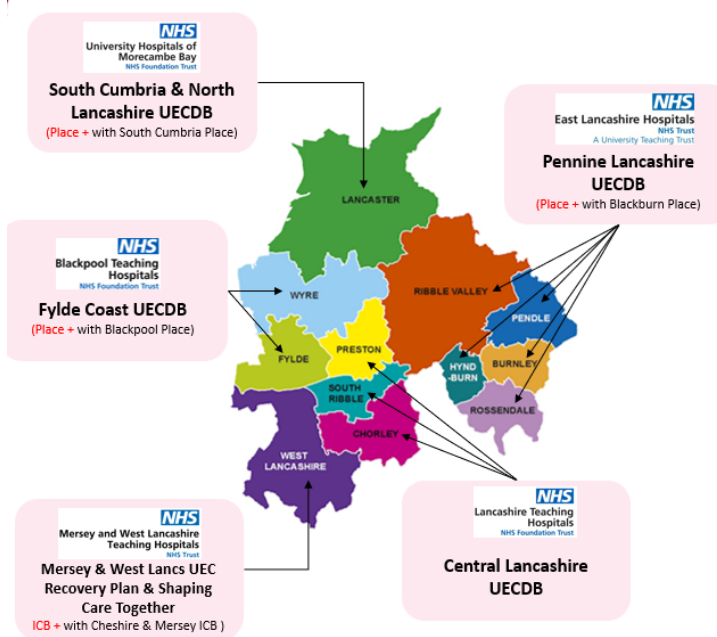 NHS
University Hospitals of
Morecambe Bay
NHS Foundation Trust
South Cumbria & North
Lancashire UECDB
(Place + with South Cumbria Place)
NHS
East Lancashire Hospitals
NHS Trust
A University Teaching Trust
Pennine Lancashire
UECDB
(Place + with Blackburn Place)
NHS
Blackpool Teaching
Hospitals
NHS Foundation Trust
Fylde Coast UECDB
(Place + with Blackpool Place)
LANCASTER
WYRE
RIBBLE VALLEY
PENDLE
FYLDE
PRESTON
HYND
-BURN
BURNLEY
SOUTH
RIBBLE
ROSSENDALE
CHORLEY
WEST
LANCASHIRE
NHS
Mersey and West Lancashire
Teaching Hospitals
NHS Trust
Mersey & West Lancs UEC
Recovery Plan & Shaping
Care Together
ICB + with Cheshire & Mersey ICB )
NHS
Lancashire Teaching
Hospitals
NHS Foundation Trust
Central Lancashire
UECDB